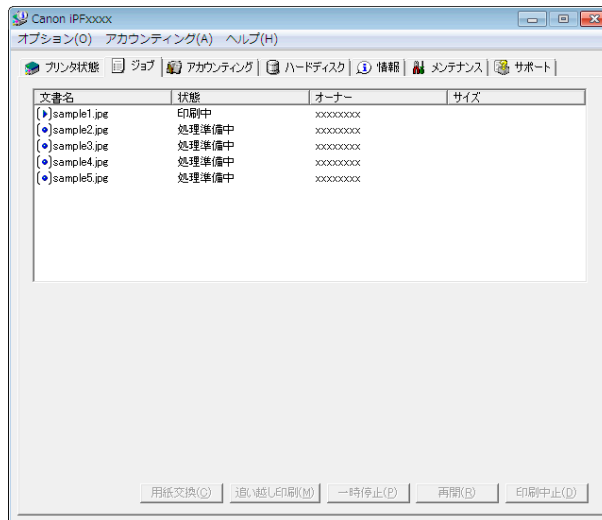 Canon iPFxxxx
オプション(O) アカウンティング(A) ヘルプ(H)
プリンタ状態 ジョブ アカウンティング ハードディスク 情報 メンテナンス サポート
文書名 状態 オーナー サイズ
sample1.jpg 印刷中 xxxxxxxx
sample2.jpg 処理準備中 xxxxxxxx
sample3.jpg 処理準備中 xxxxxxxx
sample4.jpg 処理準備中 xxxxxxxx
sample5.jpg 処理準備中 xxxxxxxx
用紙交換(C) 追い越し印刷(M) 一時停止(P) 再開(R) 印刷中止(D)